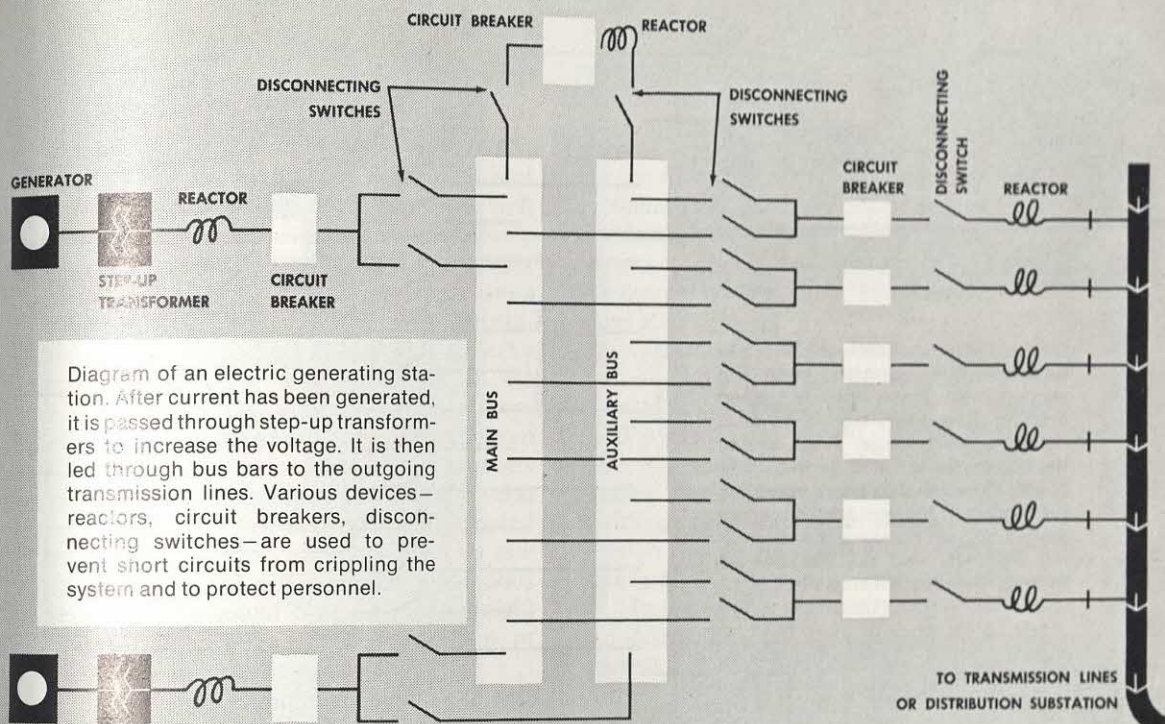 CIRCUIT BREAKER
REACTOR
DISCONNECTING
SWITCHES
DISCONNECTING
SWITCHES
DISCONNECTING
SWITCH
GENERATOR
REACTOR
CIRCUIT
BREAKER
REACTOR
STEP-UP
TRANSFORMER
CIRCUIT
BREAKER
MAIN BUS
AUXILIARY BUS
Diagram of an electric generating sta-
tion. After current has been generated,
it is passed through step-up transform-
ers to increase the voltage. It is then
led through bus bars to the outgoing
transmission lines. Various devices—
reactors, circuit breakers, discon-
necting switches—are used to pre-
vent short circuits from crippling the
system and to protect personnel.
TO TRANSMISSION LINES
OR DISTRIBUTION SUBSTATION